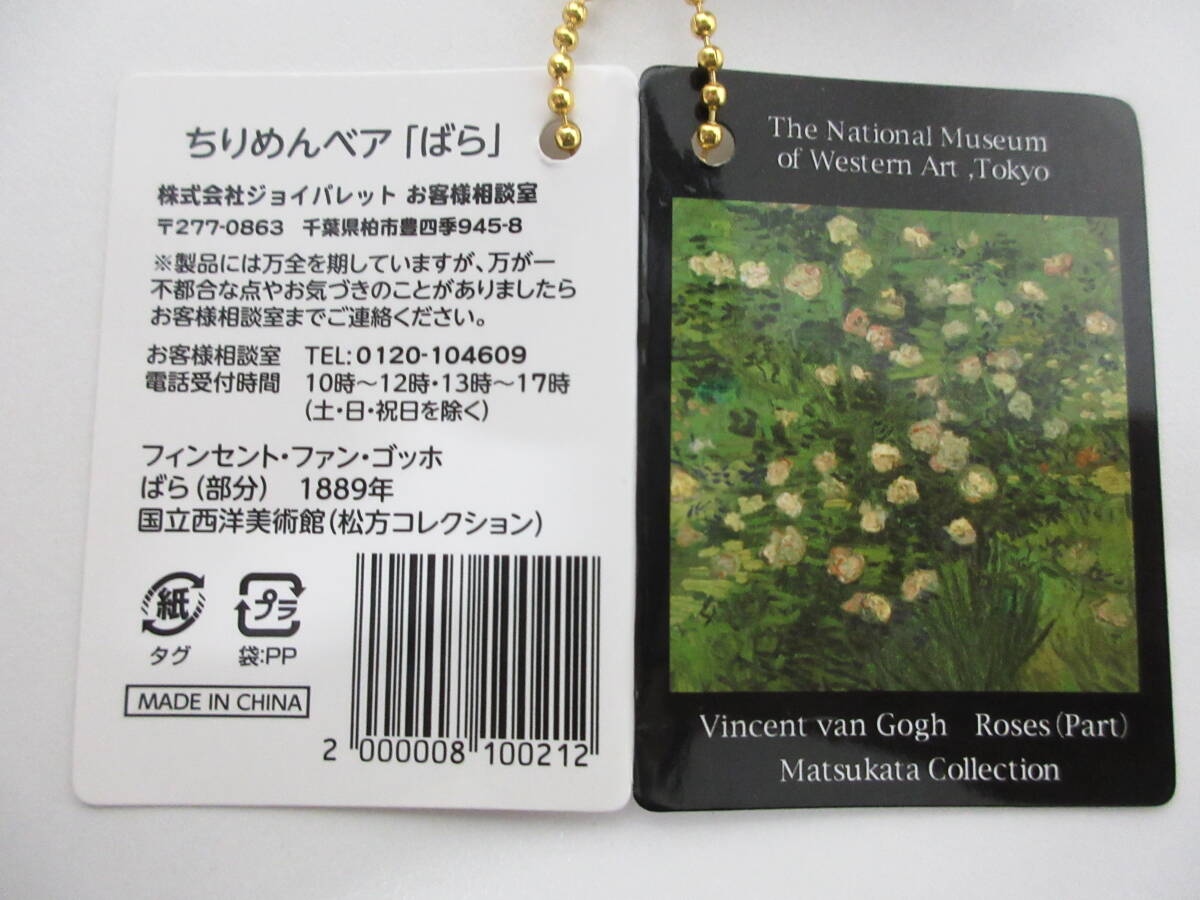 ちりめんベア「ばら」
株式会社ジョイパレット お客様相談室
〒277-0863 千葉県柏市豊四季945-8
※製品には万全を期していますが、万が一
不都合な点やお気づきのことがありましたら
お客様相談室までご連絡ください。
お客様相談室 TEL:0120-104609
電話受付時間 10時～12時・13時～17時
(土・日・祝日を除く)
フィンセント・ファン・ゴッホ
ばら(部分) 1889年
国立西洋美術館(松方コレクション)
紙 プラ
タグ 袋:PP
MADE IN CHINA
2 000008 100212
The National Museum
of Western Art ,Tokyo
Vincent van Gogh Roses(Part)
Matsukata Collection